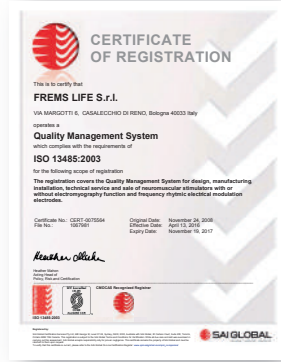 CERTIFICATE
OF REGISTRATION
This is to certify that
FREMS LIFE S.r.l.
VIA MARGOTTI 6, CASALECCHIO DI RENO, Bologna 40033 Italy
operates a
Quality Management System
which complies with the requirements of
ISO 13485:2003
for the following scope of registration
The registration covers the Quality Management System for design, manufacturing,
installation, technical service and sale of neuromuscular stimulators with or
without electromyography function and frequency rhytmic electrical modulation
electrodes.
Certificate No.: CERT-0075564
File No.: 1067981
Original Date: November 24, 2008
Effective Date: April 13, 2016
Expiry Date: November 19, 2017
Heather Mahon
Acting Head of
Policy, Risk and Certification
CMDCAS Recognized Registrar
ISO 13485:2003
SAI GLOBAL